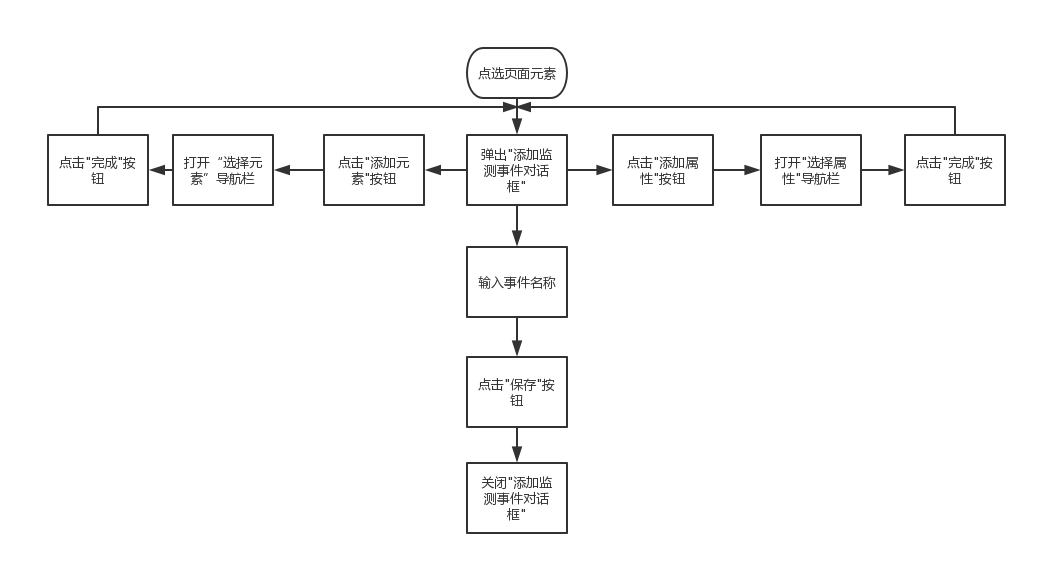 点选页面元素
点击"完成"按
钮
打开“选择元
素”导航栏
点击"添加元
素"按钮
弹出"添加监
测事件对话
框"
点击"添加属
性"按钮
打开"选择属
性"导航栏
点击"完成"按
钮
输入事件名称
点击"保存"按
钮
关闭"添加监
测事件对话
框"